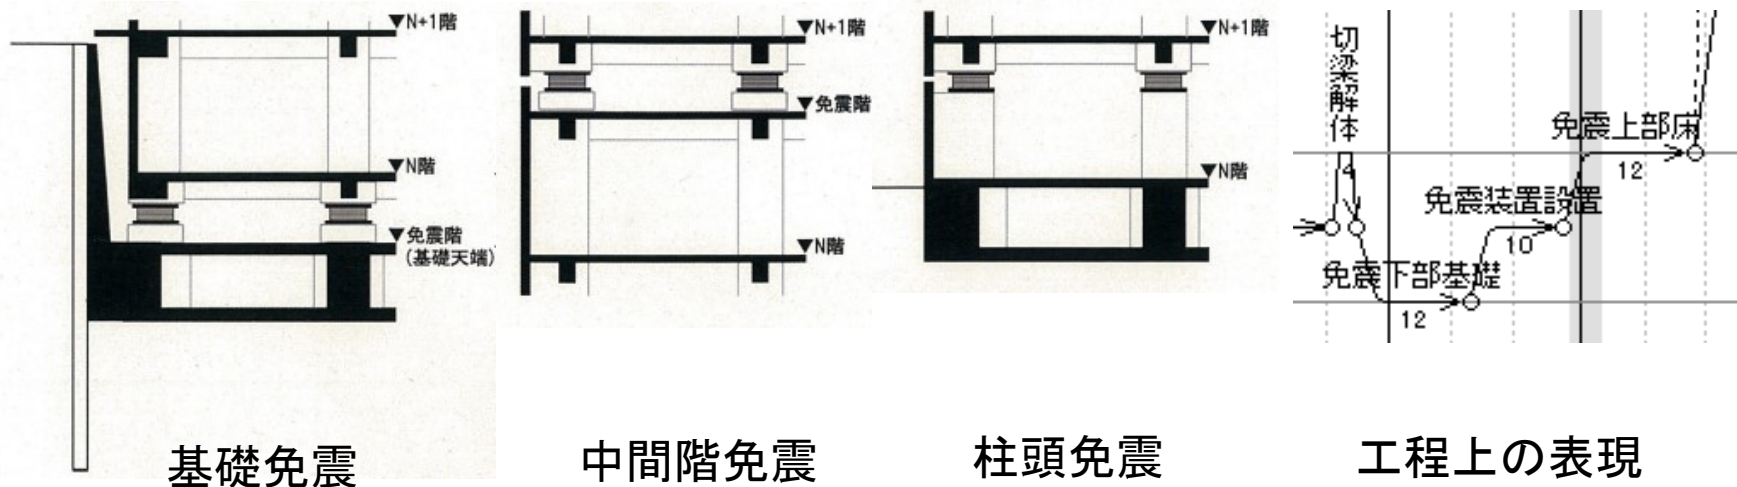 ▼N+1階
▼N階
▼免震階
(基礎天端)
基礎免震
▼N+1階
▼免震階
▼N階
中間階免震
▼N+1階
▼N階
柱頭免震
切梁解体
4
免震上部床
12
免震装置設置
10
免震下部基礎
12
工程上の表現